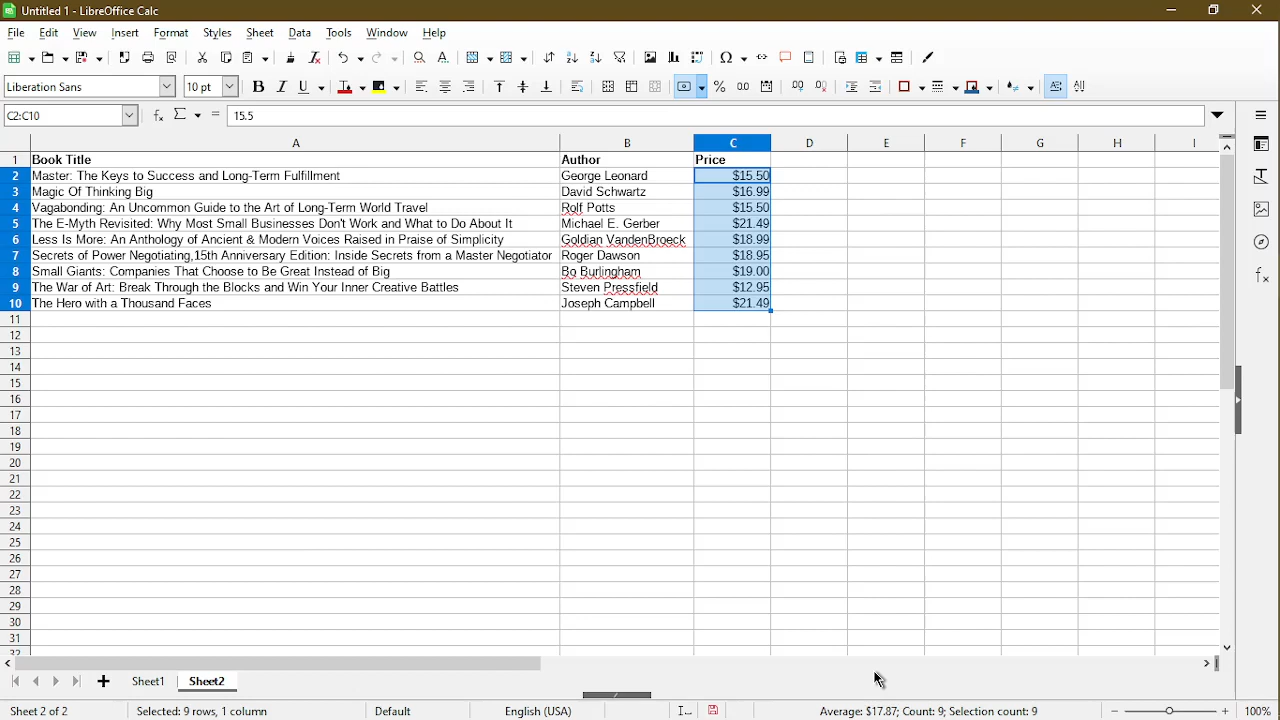 Untitled 1 - LibreOffice Calc
File Edit View Insert Format Styles Sheet Data Tools Window Help
Liberation Sans 10 pt
C2:C10 15.5
A B C D E F G H I
1 Book Title Author Price
2 Master: The Keys to Success and Long-Term Fulfillment George Leonard $15.50
3 Magic Of Thinking Big David Schwartz $16.99
4 Vagabonding: An Uncommon Guide to the Art of Long-Term World Travel Rolf Potts $15.50
5 The E-Myth Revisited: Why Most Small Businesses Don't Work and What to Do About It Michael E. Gerber $21.49
6 Less Is More: An Anthology of Ancient & Modern Voices Raised in Praise of Simplicity Goldian VandenBroeck $18.99
7 Secrets of Power Negotiating,15th Anniversary Edition: Inside Secrets from a Master Negotiator Roger Dawson $18.95
8 Small Giants: Companies That Choose to Be Great Instead of Big Bo Burlingham $19.00
9 The War of Art: Break Through the Blocks and Win Your Inner Creative Battles Steven Pressfield $12.95
10 The Hero with a Thousand Faces Joseph Campbell $21.49
11
12
13
14
15
16
17
18
19
20
21
22
23
24
25
26
27
28
29
30
31
32
Sheet1 Sheet2
Sheet 2 of 2 Selected: 9 rows, 1 column Default English (USA) Average: $17.87; Count: 9; Selection count: 9 100%